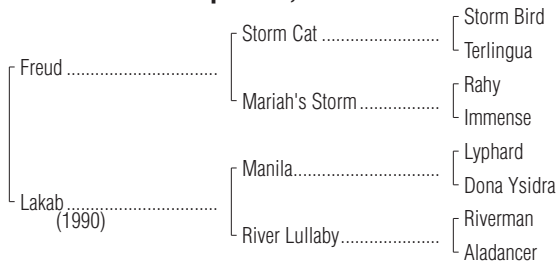 Storm Bird
Storm Cat ........................
Terlingua
Freud ...............................
Rahy
Mariah's Storm ................
Immense
Lyphard
Manila..............................
Dona Ysidra
Lakab ...............................
(1990)
Riverman
River Lullaby....................
Aladancer